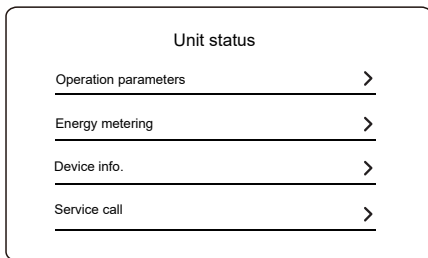 Unit status
Operation parameters
Energy metering
Device info.
Service call